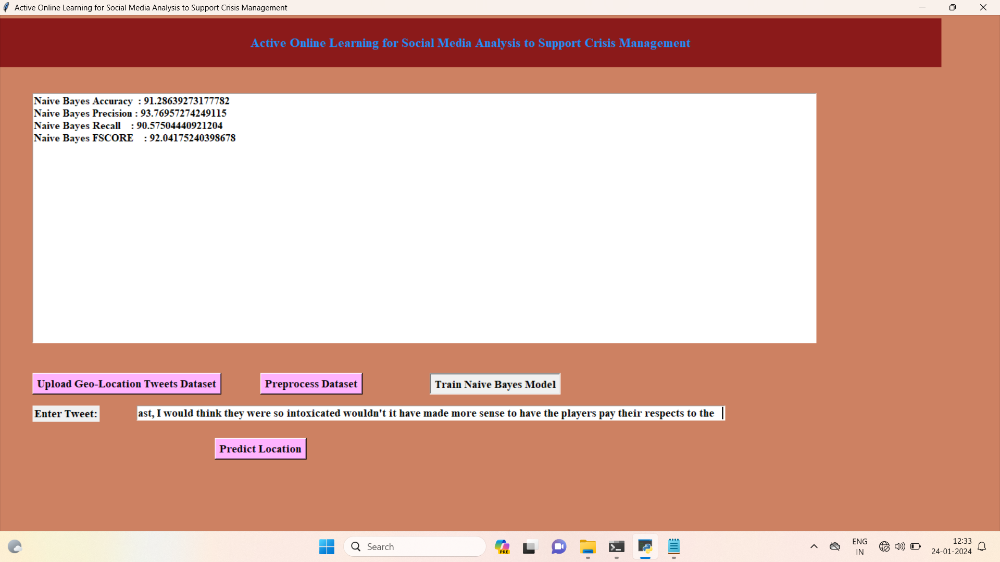 Active Online Learning for Social Media Analysis to Support Crisis Management
Active Online Learning for Social Media Analysis to Support Crisis Management
Naive Bayes Accuracy : 91.28639273177782
Naive Bayes Precision : 93.76957274249115
Naive Bayes Recall : 90.57504440921204
Naive Bayes FSCORE : 92.04175240398678
Upload Geo-Location Tweets Dataset Preprocess Dataset Train Naive Bayes Model
Enter Tweet: ast, I would think they were so intoxicated wouldn't it have made more sense to have the players pay their respects to the
Predict Location
Search
PRE
ENG
IN
12:33
24-01-2024